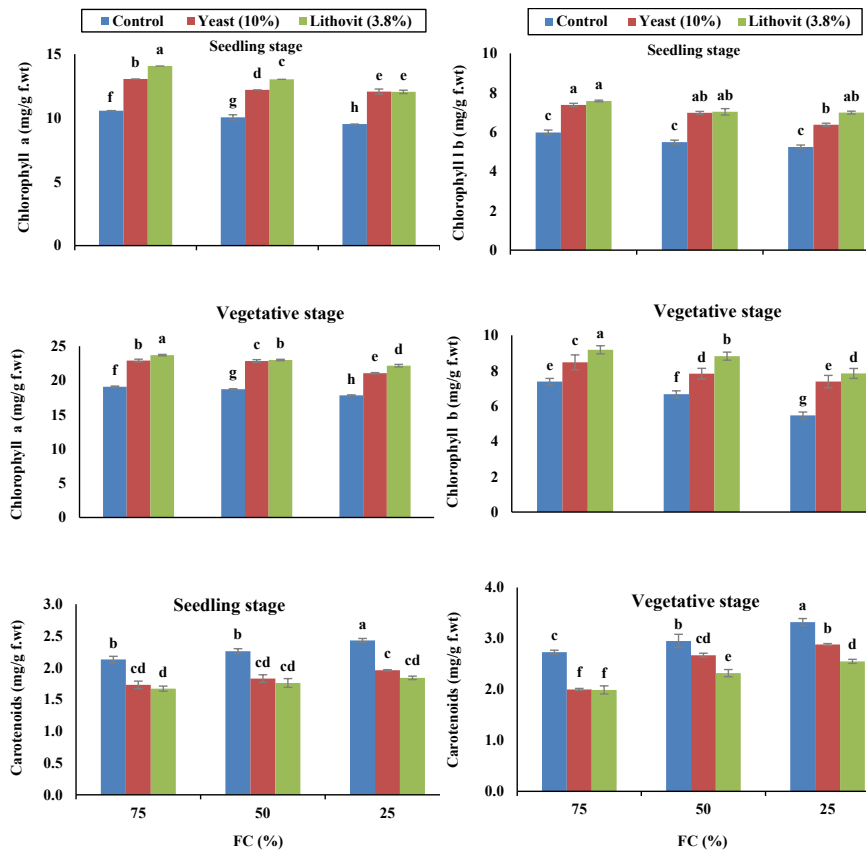 Control Yeast (10%) Lithovit (3.8%)
Seedling stage
Chlorophyll a (mg/g f.wt)
15
10
5
0
f b a
g d c
h e e
Control Yeast (10%) Lithovit (3.8%)
Seedling stage
Chlorophyll l b (mg/g f.wt)
10
8
6
4
2
0
c a a
c ab ab
c b ab
Vegetative stage
Chlorophyll a (mg/g f.wt)
25
20
15
10
5
0
f b a
g c b
h e d
Vegetative stage
Chlorophyll b (mg/g f.wt)
10
8
6
4
2
0
e c a
f d b
g e d
Seedling stage
Carotenoids (mg/g f.wt)
3.0
2.5
2.0
1.5
1.0
0.5
0.0
b cd d
b cd cd
a c cd
75 50 25
FC (%)
Vegetative stage
Carotenoids (mg/g f.wt)
4.0
3.0
2.0
1.0
0.0
c f f
b cd e
a b d
75 50 25
FC (%)